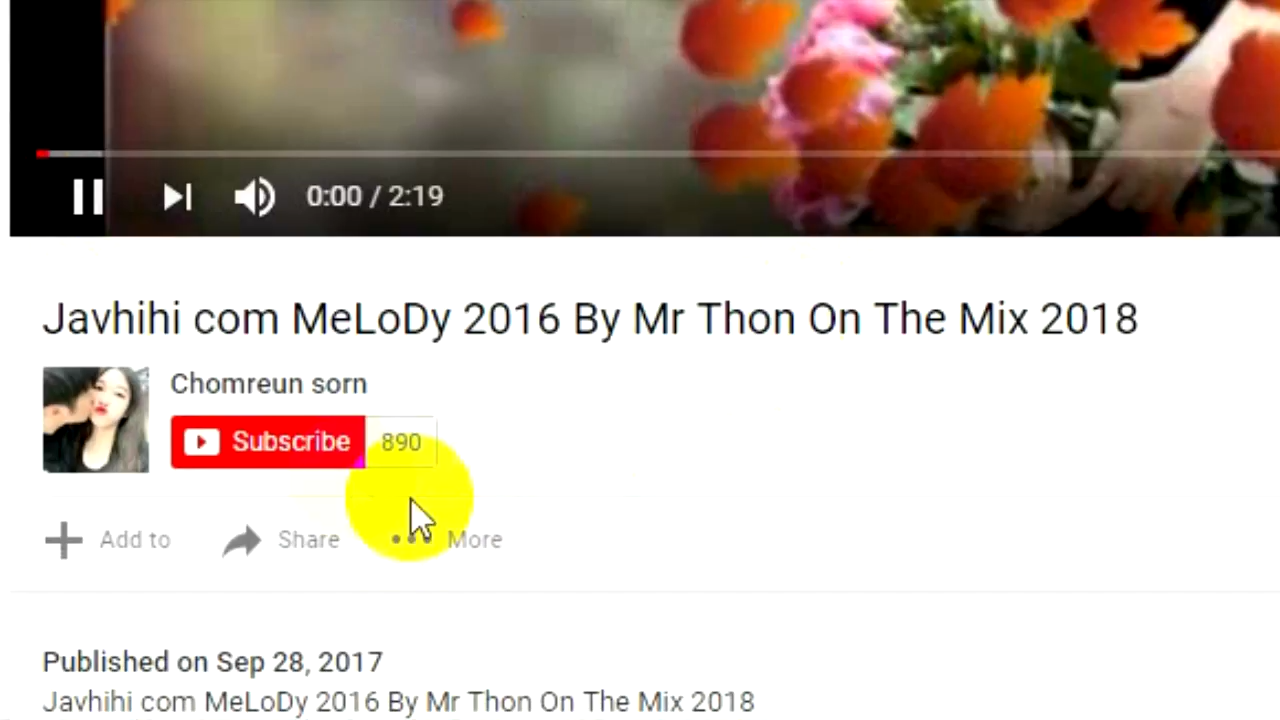 0:00 / 2:19
Javhihi com MeLoDy 2016 By Mr Thon On The Mix 2018
Chomreun sorn
Subscribe 890
Add to Share More
Published on Sep 28, 2017
Javhihi com MeLoDy 2016 By Mr Thon On The Mix 2018